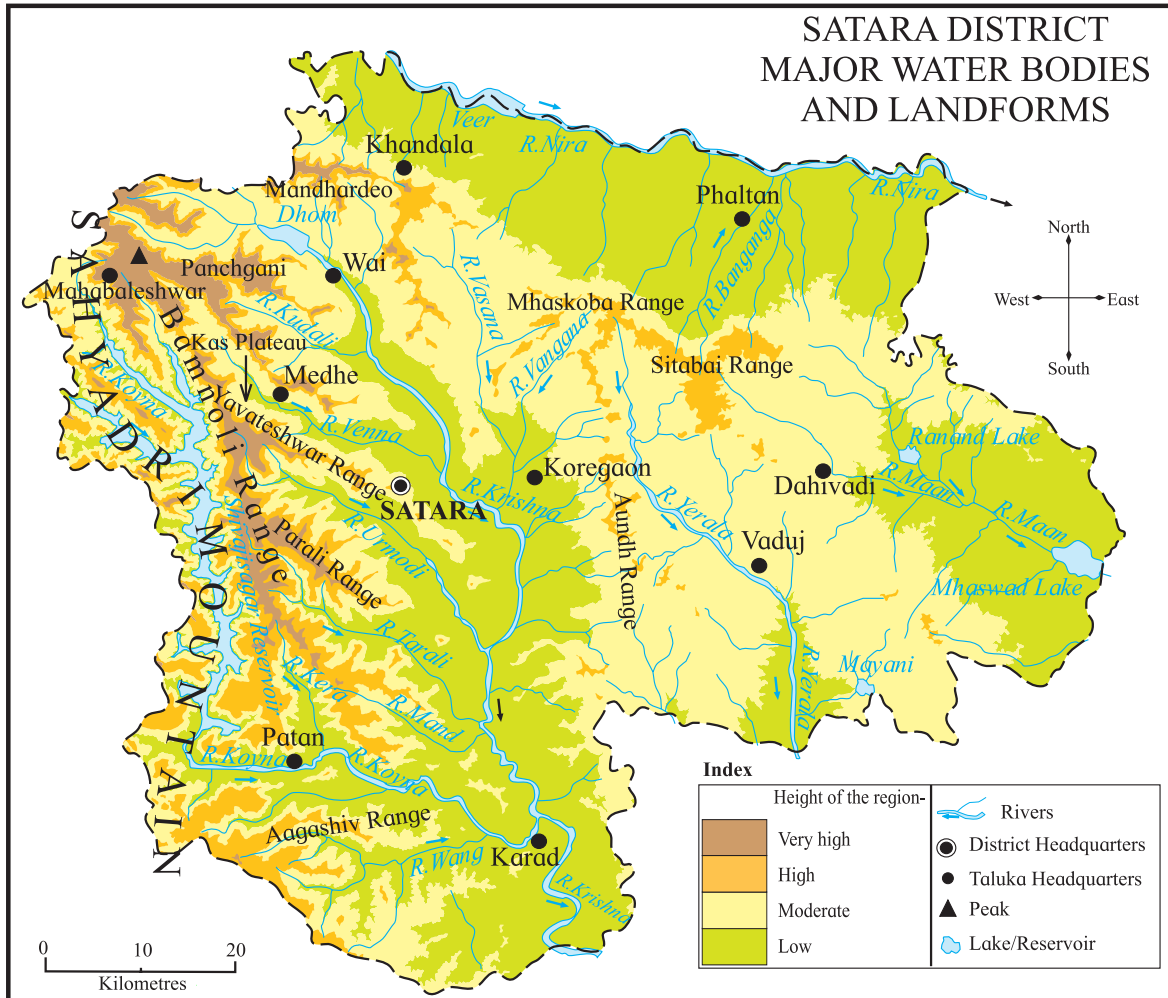 SATARA DISTRICT
MAJOR WATER BODIES
AND LANDFORMS
Veer
R.Nira
R.Nira
Khandala
Mandhardeo
Dhom
Phaltan
R.Banganga
North
West
East
South
SAHYADRI MOUNTAIN
Panchgani
Wai
Mahabaleshwar
R.Vasana
Mhaskoba Range
R.Vangana
Sitabai Range
R.Kudali
Kas Plateau
Bamnoli Range
Medhe
R.Koyna
R.Venna
Yavateshwar Range
SATARA
Koregaon
R.Krishna
Ranand Lake
Dahivadi
R.Maan
R.Maan
R.Yerala
Aundh Range
Vaduj
Mhaswad Lake
R.Urmodi
Parali Range
Shivasagar Reservoir
R.Tarali
R.Kera
R.Mand
Mayani
R.Yerala
Patan
R.Koyna
R.Koyna
Aagashiv Range
R.Wang
Karad
R.Krishna
Index
Height of the region-
Very high
High
Moderate
Low
Rivers
District Headquarters
Taluka Headquarters
Peak
Lake/Reservoir
0 10 20
Kilometres